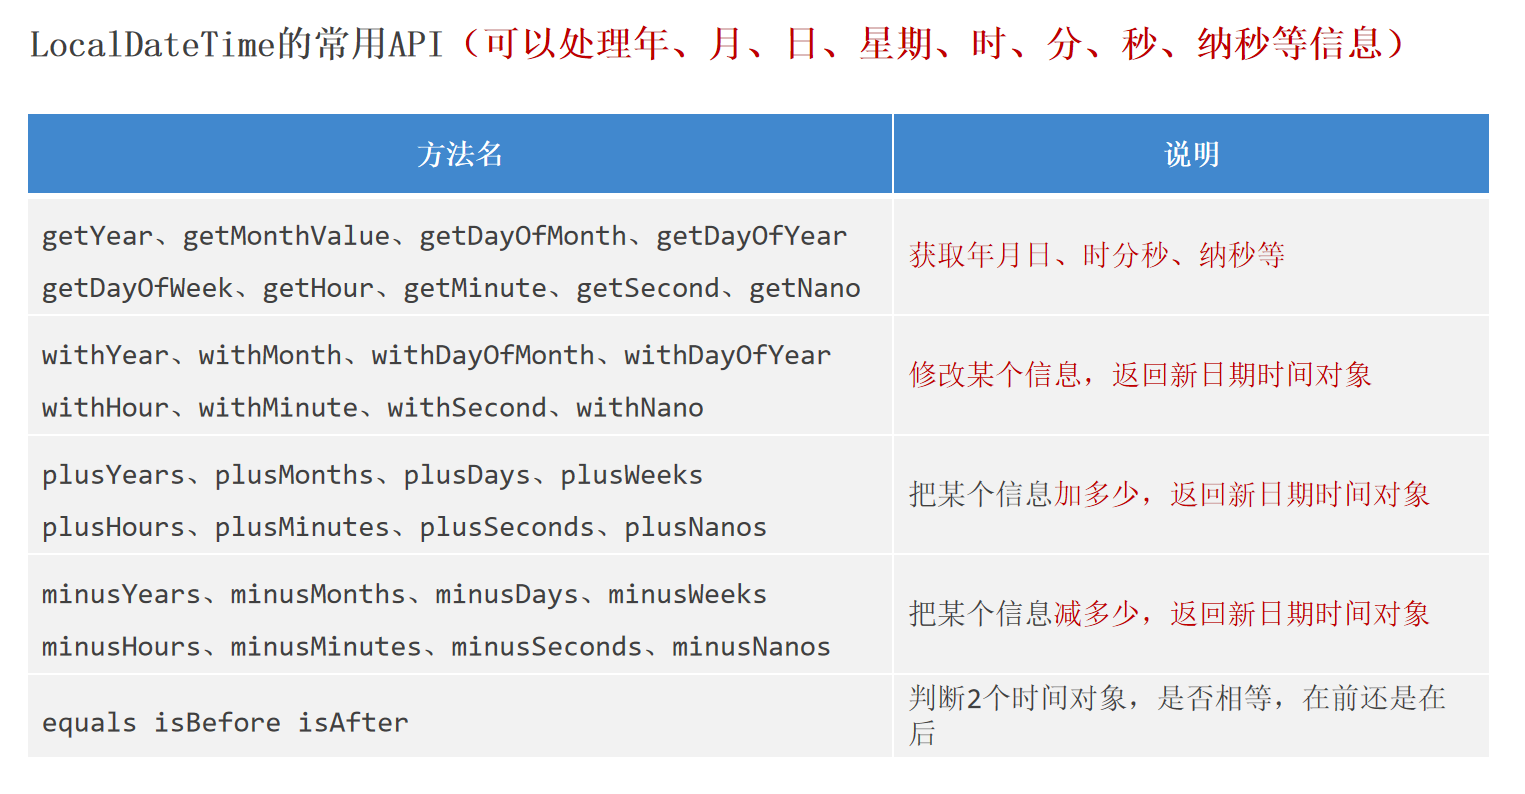 LocalDateTime的常用API（可以处理年、月、日、星期、时、分、秒、纳秒等信息）
方法名
说明
getYear、getMonthValue、getDayOfMonth、getDayOfYear
getDayOfWeek、getHour、getMinute、getSecond、getNano
获取年月日、时分秒、纳秒等
withYear、withMonth、withDayOfMonth、withDayOfYear
withHour、withMinute、withSecond、withNano
修改某个信息，返回新日期时间对象
plusYears、plusMonths、plusDays、plusWeeks
plusHours、plusMinutes、plusSeconds、plusNanos
把某个信息加多少，返回新日期时间对象
minusYears、minusMonths、minusDays、minusWeeks
minusHours、minusMinutes、minusSeconds、minusNanos
把某个信息减多少，返回新日期时间对象
equals isBefore isAfter
判断2个时间对象，是否相等，在前还是在
后